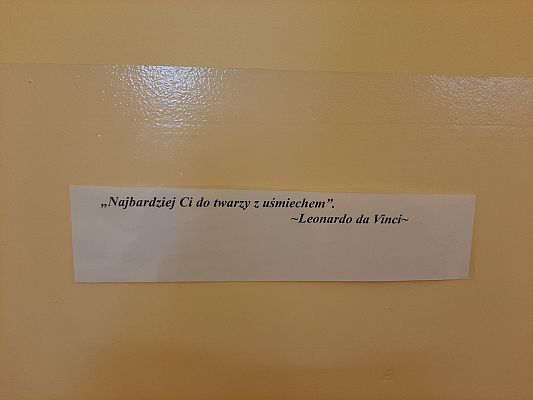 „Najbardziej Ci do twarzy z uśmiechem”.
~Leonardo da Vinci~